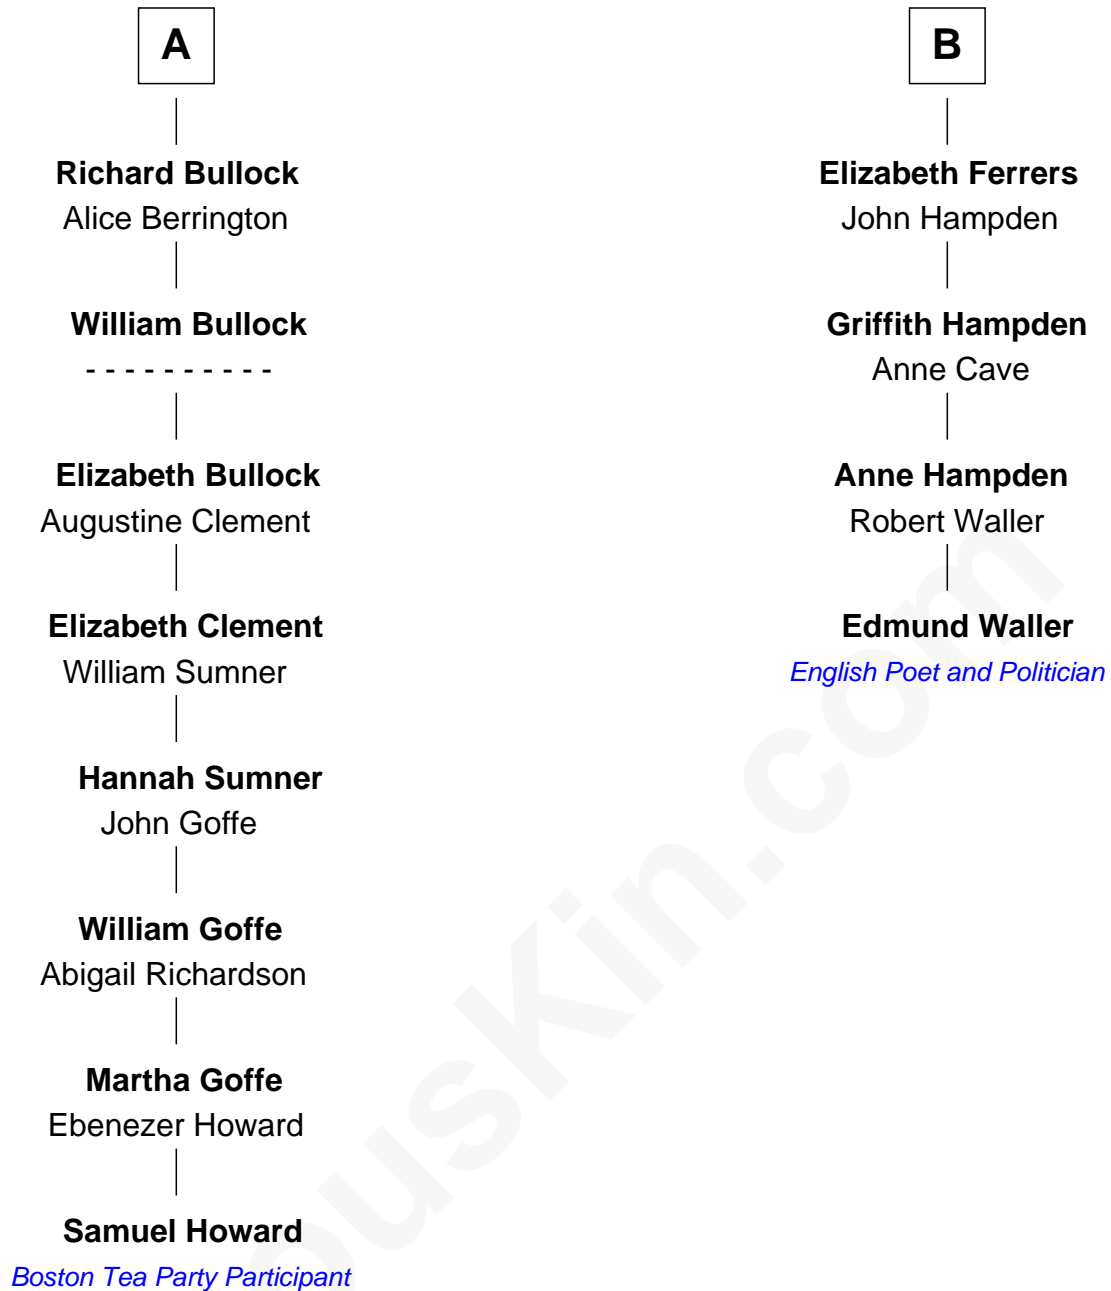 A
Richard Bullock
Alice Berrington
William Bullock
- - - - - - - - - -
Elizabeth Bullock
Augustine Clement
Elizabeth Clement
William Sumner
Hannah Sumner
John Goffe
William Goffe
Abigail Richardson
Martha Goffe
Ebenezer Howard
Samuel Howard
Boston Tea Party Participant
B
Elizabeth Ferrers
John Hampden
Griffith Hampden
Anne Cave
Anne Hampden
Robert Waller
Edmund Waller
English Poet and Politician
ousKin.com